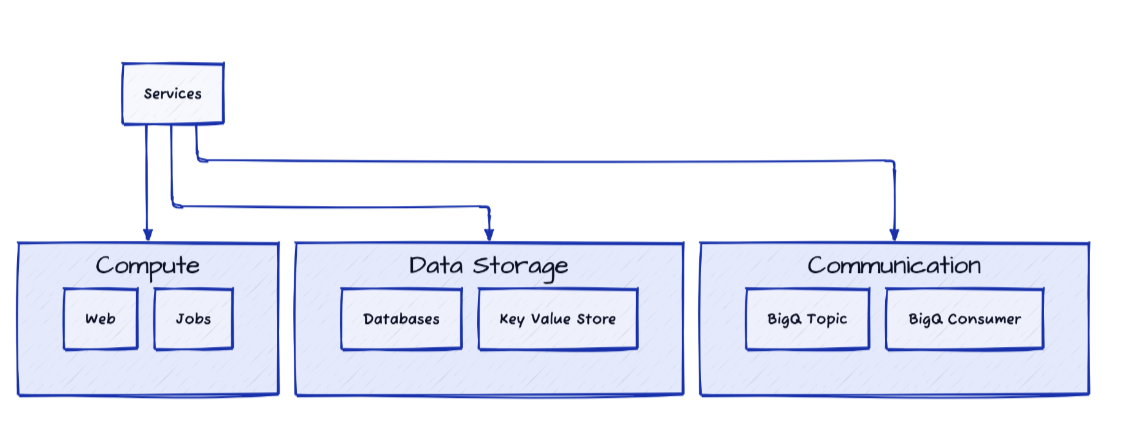 Services
Compute
Web
Jobs
Data Storage
Databases
Key Value Store
Communication
BigQ Topic
BigQ Consumer